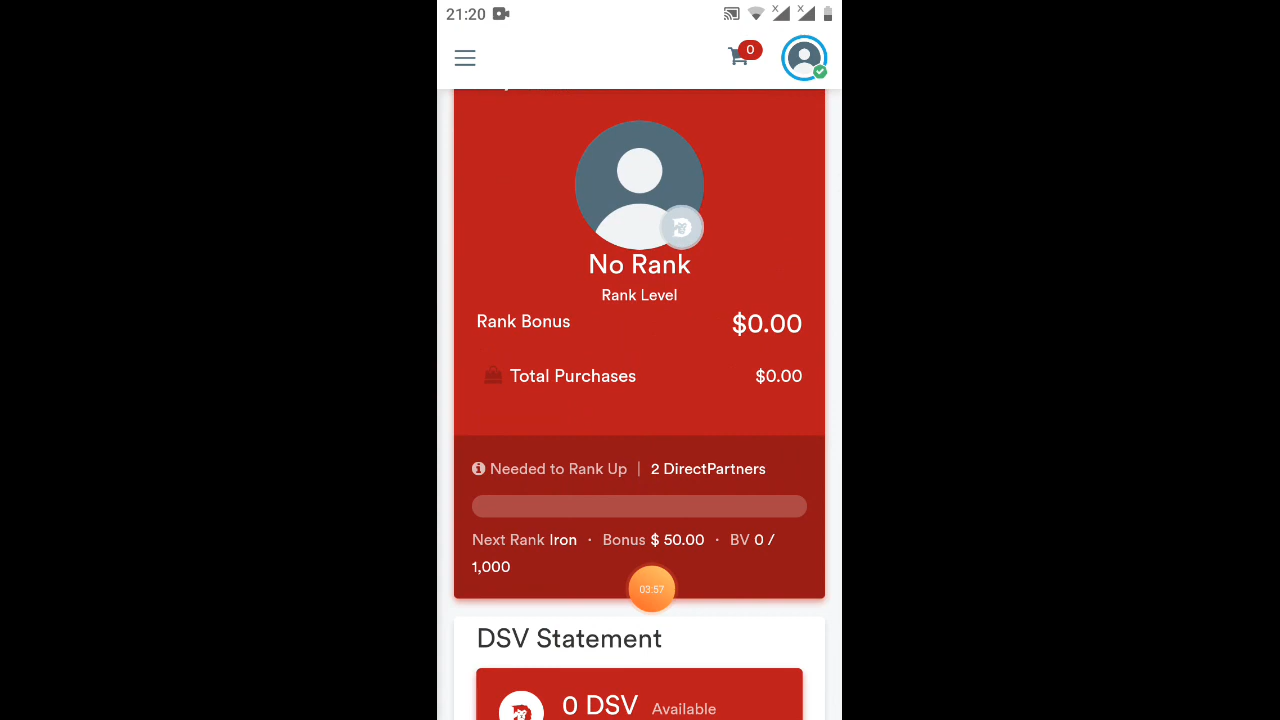 21:20
0
No Rank
Rank Level
Rank Bonus $0.00
Total Purchases $0.00
Needed to Rank Up | 2 DirectPartners
Next Rank Iron · Bonus $ 50.00 · BV 0 /
1,000
03:57
DSV Statement
0 DSV Available